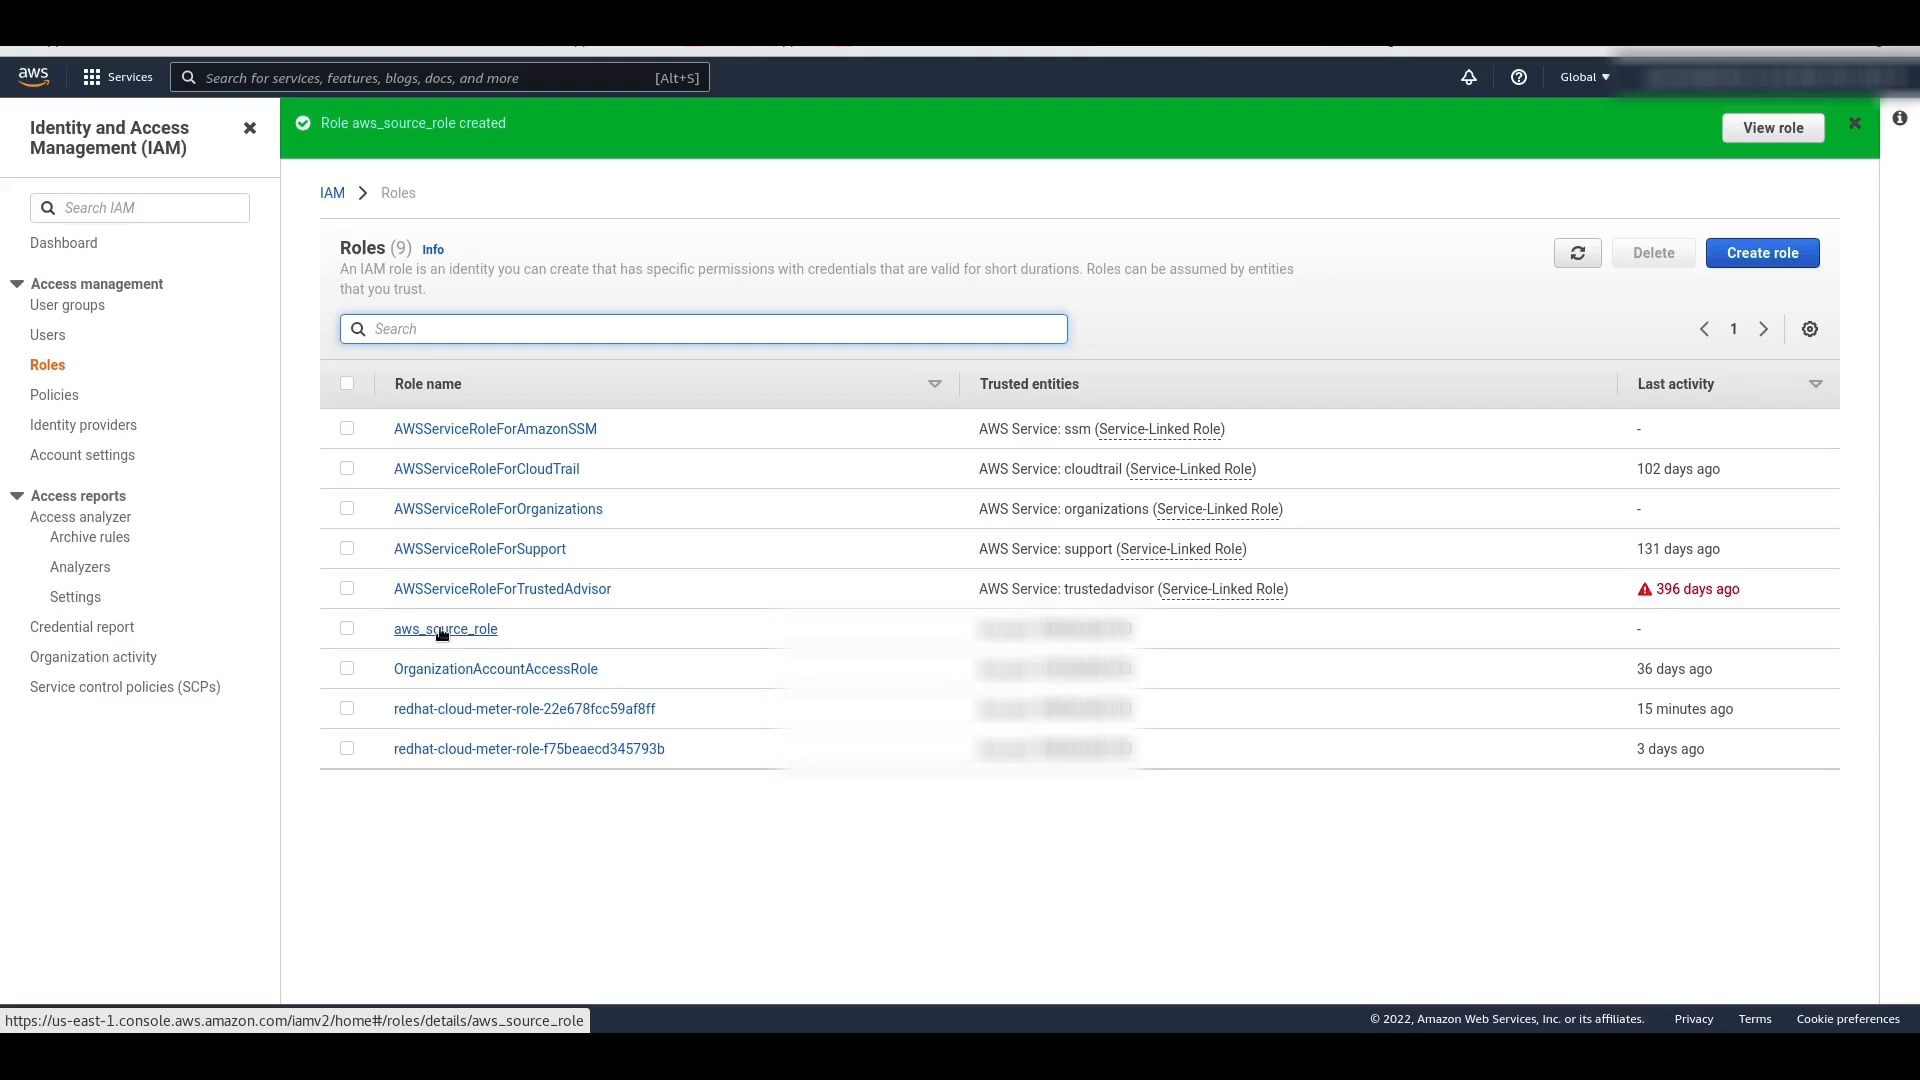 aws
Services
Search for services, features, blogs, docs, and more
[Alt+S]
Global
Identity and Access
Management (IAM)
Role aws_source_role created
View role
IAM
Roles
Search IAM
Dashboard
Access management
User groups
Users
Roles
Policies
Identity providers
Account settings
Access reports
Access analyzer
Archive rules
Analyzers
Settings
Credential report
Organization activity
Service control policies (SCPs)
Roles (9) Info
An IAM role is an identity you can create that has specific permissions with credentials that are valid for short durations. Roles can be assumed by entities
that you trust.
Delete
Create role
Search
1
Role name Trusted entities Last activity
AWSServiceRoleForAmazonSSM AWS Service: ssm (Service-Linked Role) -
AWSServiceRoleForCloudTrail AWS Service: cloudtrail (Service-Linked Role) 102 days ago
AWSServiceRoleForOrganizations AWS Service: organizations (Service-Linked Role) -
AWSServiceRoleForSupport AWS Service: support (Service-Linked Role) 131 days ago
AWSServiceRoleForTrustedAdvisor AWS Service: trustedadvisor (Service-Linked Role) 396 days ago
aws_source_role -
OrganizationAccountAccessRole 36 days ago
redhat-cloud-meter-role-22e678fcc59af8ff 15 minutes ago
redhat-cloud-meter-role-f75beaecd345793b 3 days ago
https://us-east-1.console.aws.amazon.com/iamv2/home#/roles/details/aws_source_role
© 2022, Amazon Web Services, Inc. or its affiliates. Privacy Terms Cookie preferences